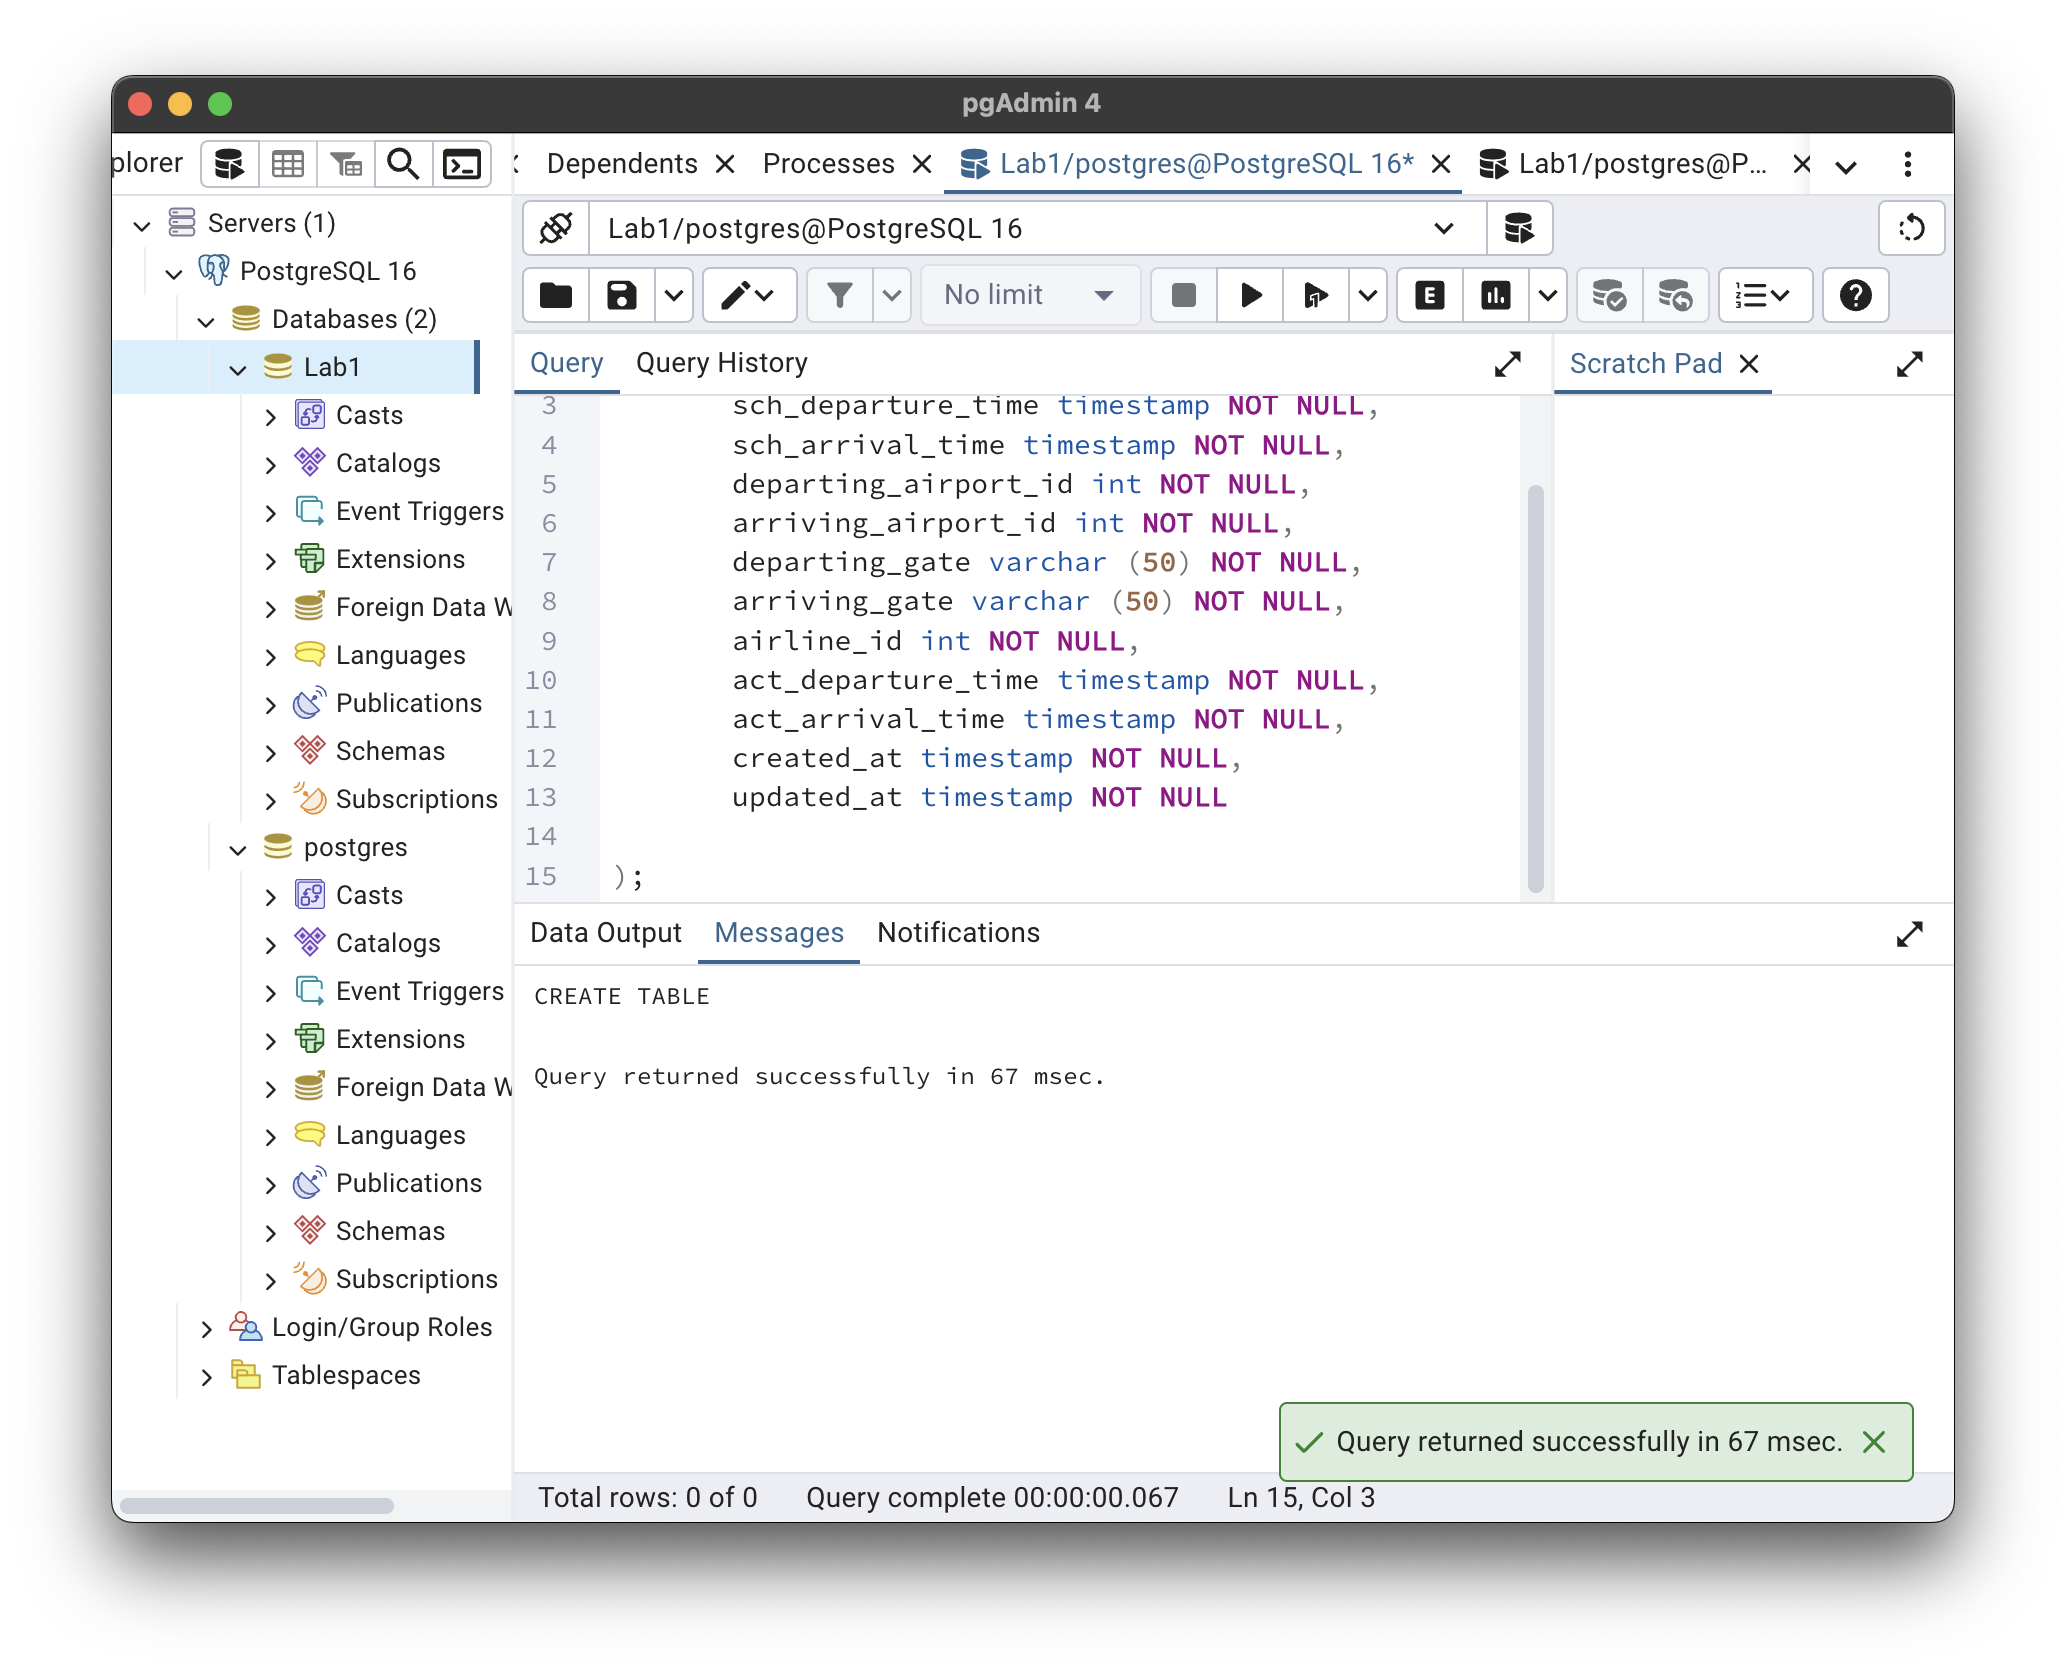 pgAdmin 4
plorer
Dependents
Processes
Lab1/postgres@PostgreSQL 16*
Lab1/postgres@P...
Servers (1)
PostgreSQL 16
Databases (2)
Lab1
Casts
Catalogs
Event Triggers
Extensions
Foreign Data W
Languages
Publications
Schemas
Subscriptions
postgres
Casts
Catalogs
Event Triggers
Extensions
Foreign Data W
Languages
Publications
Schemas
Subscriptions
Login/Group Roles
Tablespaces
Lab1/postgres@PostgreSQL 16
No limit
Query
Query History
Scratch Pad
3 sch_departure_time timestamp NOT NULL,
4 sch_arrival_time timestamp NOT NULL,
5 departing_airport_id int NOT NULL,
6 arriving_airport_id int NOT NULL,
7 departing_gate varchar (50) NOT NULL,
8 arriving_gate varchar (50) NOT NULL,
9 airline_id int NOT NULL,
10 act_departure_time timestamp NOT NULL,
11 act_arrival_time timestamp NOT NULL,
12 created_at timestamp NOT NULL,
13 updated_at timestamp NOT NULL
14
15 );
Data Output
Messages
Notifications
CREATE TABLE
Query returned successfully in 67 msec.
Query returned successfully in 67 msec.
Total rows: 0 of 0
Query complete 00:00:00.067
Ln 15, Col 3